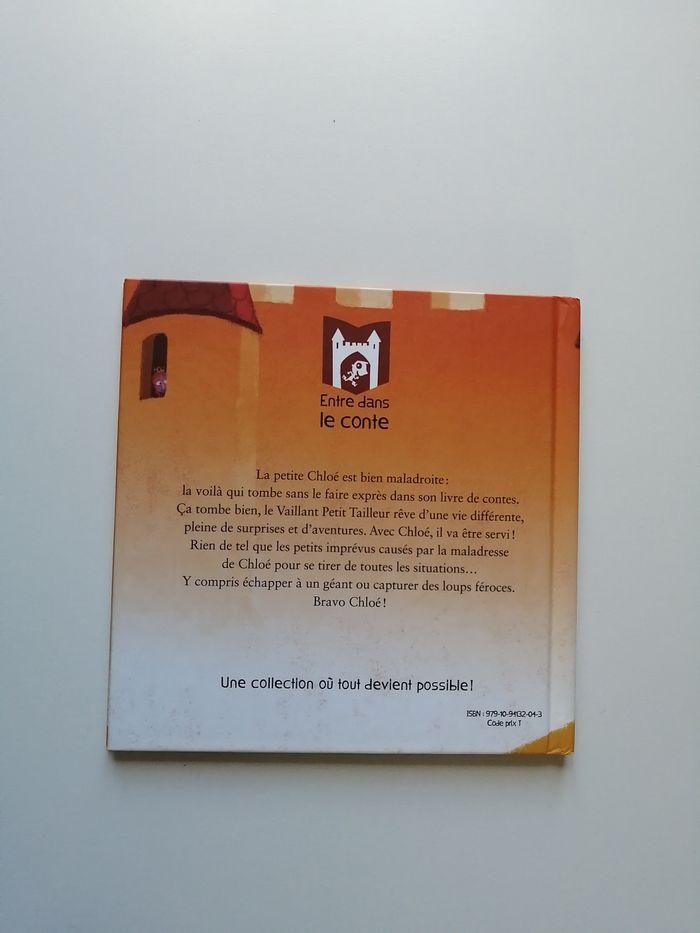 Entre dans
le conte
La petite Chloé est bien maladroite :
la voilà qui tombe sans le faire exprès dans son livre de contes.
Ça tombe bien, le Vaillant Petit Tailleur rêve d'une vie différente,
pleine de surprises et d'aventures. Avec Chloé, il va être servi !
Rien de tel que les petits imprévus causés par la maladresse
de Chloé pour se tirer de toutes les situations...
Y compris échapper à un géant ou capturer des loups féroces.
Bravo Chloé !
Une collection où tout devient possible !
ISBN : 979-10-94132-04-3
Code prix 1